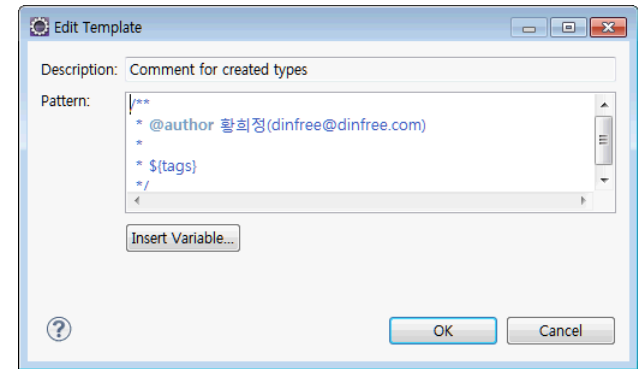 Edit Template
Description: Comment for created types
Pattern: /**
* @author 황희정(dinfree@dinfree.com)
*
* ${tags}
*/
Insert Variable...
?
OK Cancel